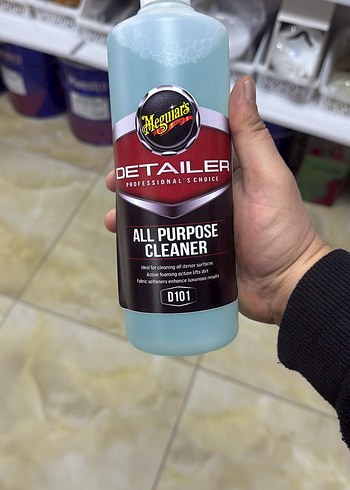 Meguiar's
DETAILER
PROFESSIONAL'S CHOICE
ALL PURPOSE
CLEANER
Ideal for cleaning all iterior surfaces
Active foaming action lifts dirt
Fabric softeners enhance luxurious results
D101